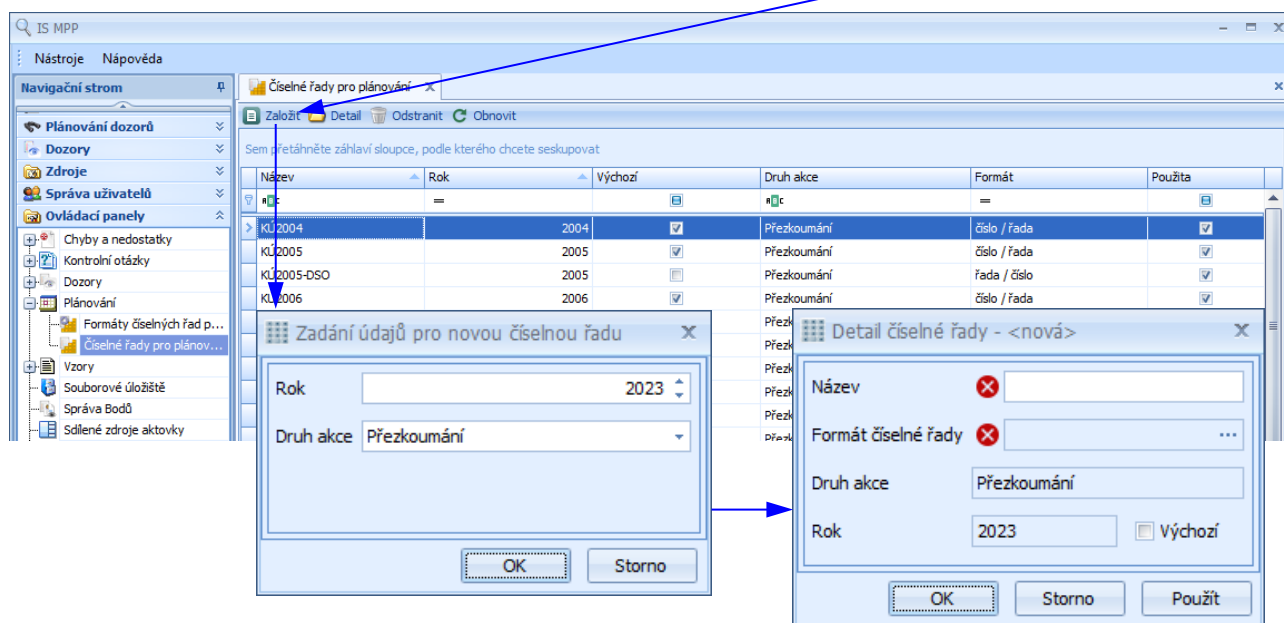 IS MPP
Nástroje Nápověda
Navigační strom
Číselné řady pro plánování
Založit Detail Odstranit Obnovit
Sem přetáhněte záhlaví sloupce, podle kterého chcete seskupovat
Plánování dozorů
Dozory
Zdroje
Správa uživatelů
Ovládací panely
Chyby a nedostatky
Kontrolní otázky
Dozory
Plánování
Formáty číselných řad p...
Číselné řady pro plánov...
Vzory
Souborové úložiště
Správa Bodů
Sdílené zdroje aktovky
Název Rok Výchozí Druh akce Formát Použita
= =
KÚ2004 2004 Přezkoumání číslo / řada
KÚ2005 2005 Přezkoumání číslo / řada
KÚ2005-DSO 2005 Přezkoumání řada / číslo
KÚ2006 2006 Přezkoumání číslo / řada
Zadání údajů pro novou číselnou řadu
Rok 2023
Druh akce Přezkoumání
OK Storno
Detail číselné řady - <nová>
Název
Formát číselné řady ...
Druh akce Přezkoumání
Rok 2023 Výchozí
OK Storno Použít